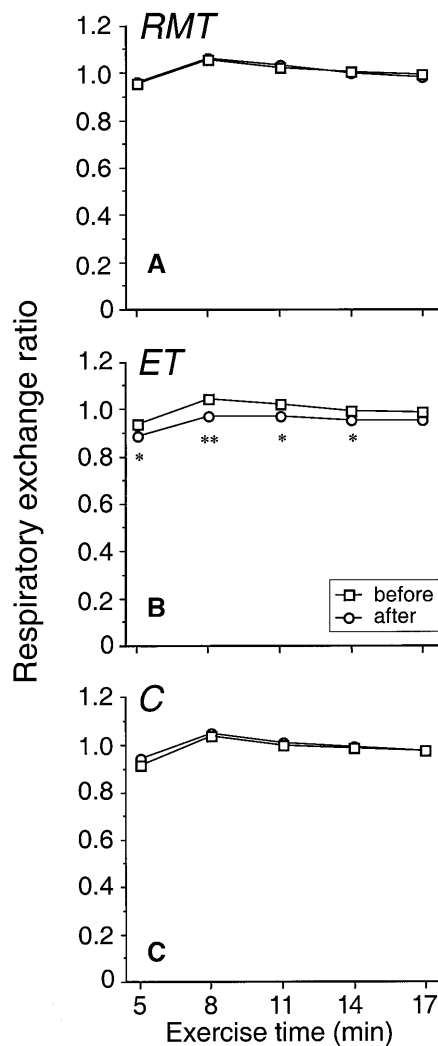 Respiratory exchange ratio
RMT
1.2
1.0
0.8
0.6
0.4
0.2
0
A
ET
1.2
1.0
0.8
0.6
0.4
0.2
0
* ** * *
before
after
B
C
1.2
1.0
0.8
0.6
0.4
0.2
0
C
5 8 11 14 17
Exercise time (min)